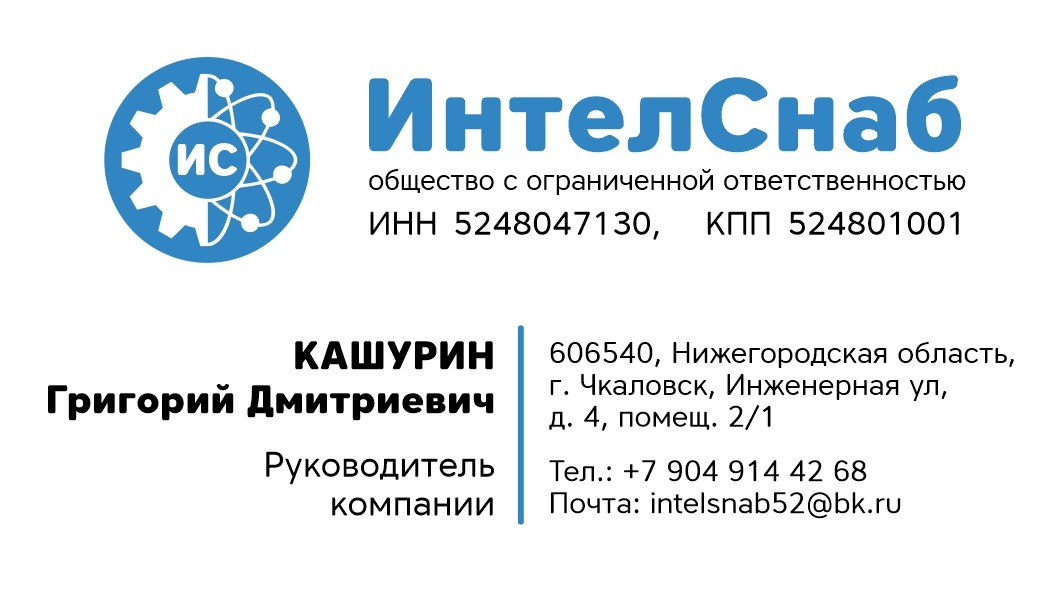 ИС
ИнтелСнаб
общество с ограниченной ответственностью
ИНН 5248047130, КПП 524801001
КАШУРИН
Григорий Дмитриевич
Руководитель
компании
606540, Нижегородская область,
г. Чкаловск, Инженерная ул,
д. 4, помещ. 2/1
Тел.: +7 904 914 42 68
Почта: intelsnab52@bk.ru